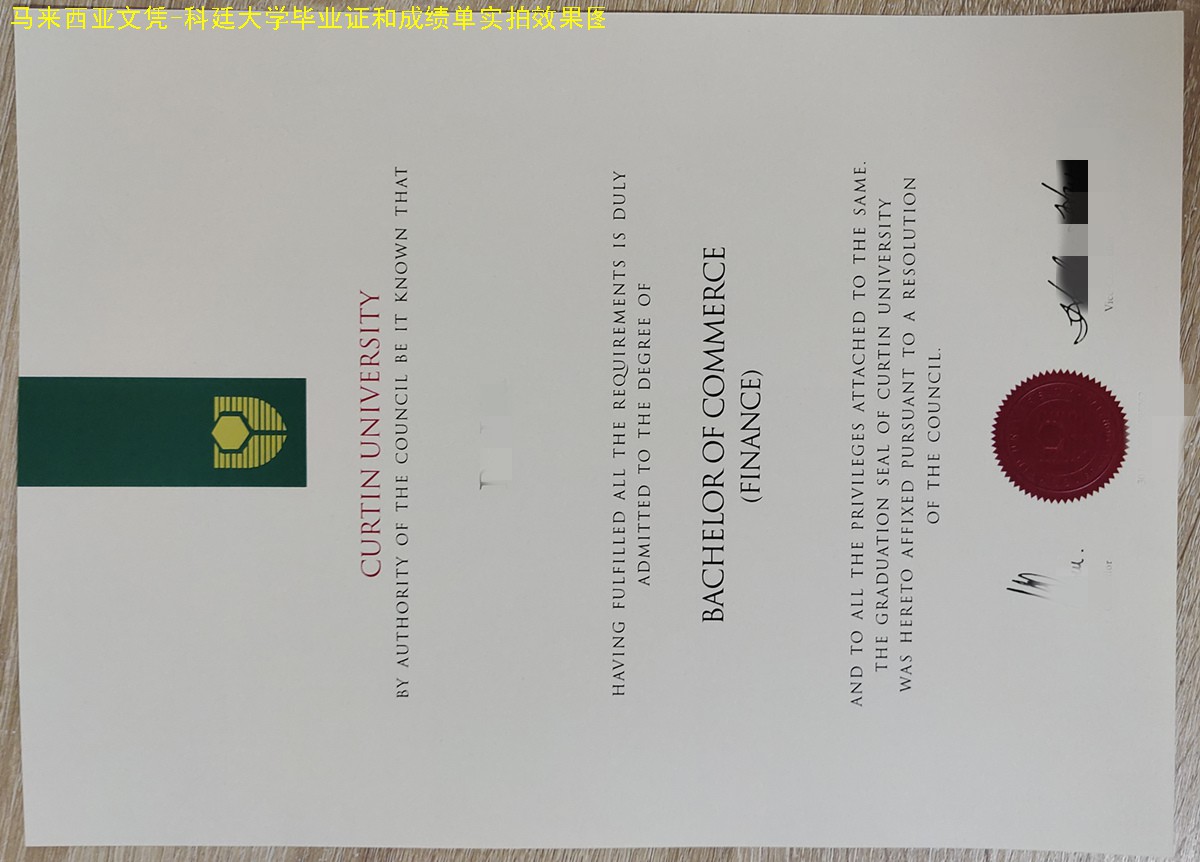 马来西亚文凭-科廷大学毕业证和成绩单实拍效果图
CURTIN UNIVERSITY
BY AUTHORITY OF THE COUNCIL BE IT KNOWN THAT
HAVING FULFILLED ALL THE REQUIREMENTS IS DULY
ADMITTED TO THE DEGREE OF
BACHELOR OF COMMERCE
(FINANCE)
AND TO ALL THE PRIVILEGES ATTACHED TO THE SAME.
THE GRADUATION SEAL OF CURTIN UNIVERSITY
WAS HERETO AFFIXED PURSUANT TO A RESOLUTION
OF THE COUNCIL.